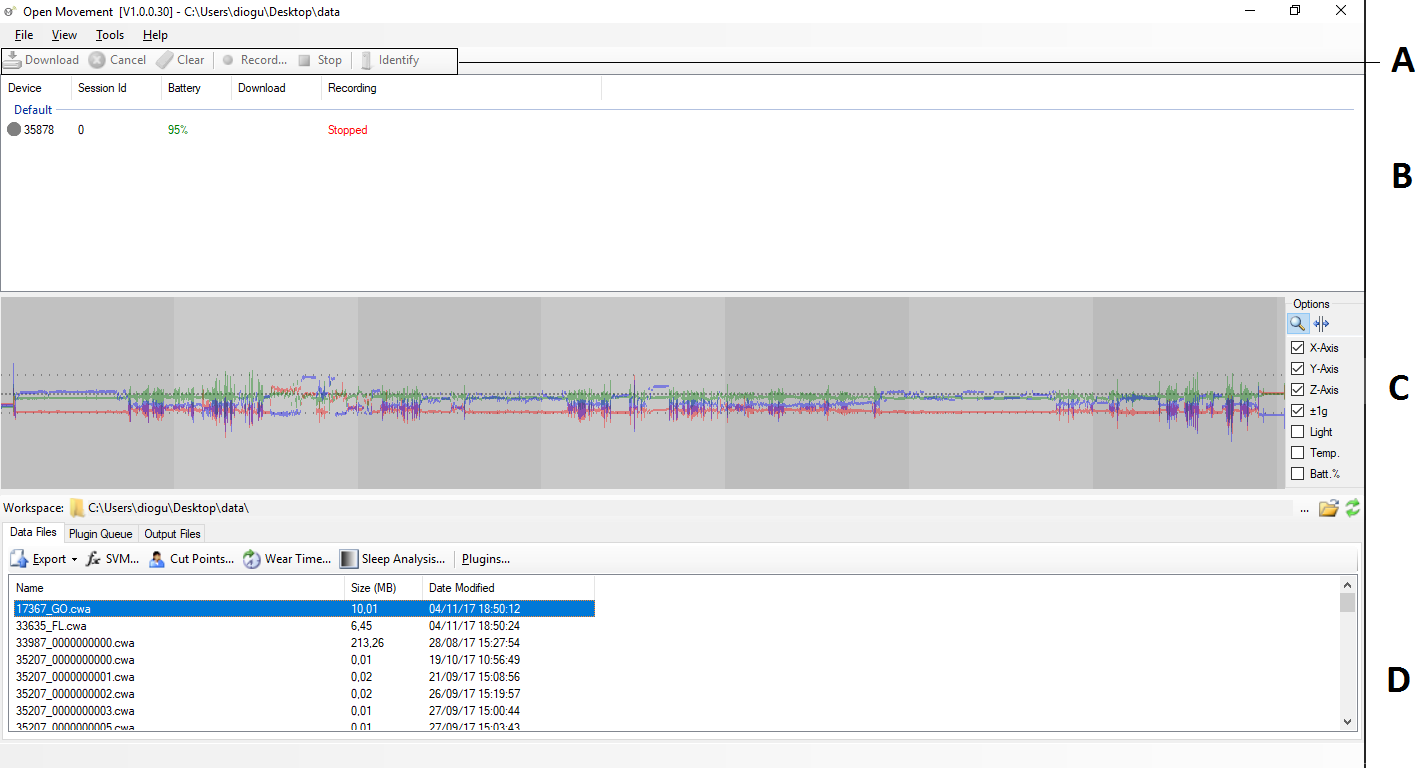 Open Movement [V1.0.0.30] - C:\Users\diogu\Desktop\data
File View Tools Help
Download Cancel Clear Record... Stop Identify
A
Device Session Id Battery Download Recording
Default
35878 0 95% Stopped
B
Options
X-Axis
Y-Axis
Z-Axis
C
±1g
Light
Temp.
Batt.%
Workspace: C:\Users\diogu\Desktop\data\ ...
Data Files Plugin Queue Output Files
Export SVM... Cut Points... Wear Time... Sleep Analysis... Plugins...
Name Size (MB) Date Modified
17367_GO.cwa 10,01 04/11/17 18:50:12
33635_FL.cwa 6,45 04/11/17 18:50:24
33987_0000000000.cwa 213,26 28/08/17 15:27:54
35207_0000000000.cwa 0,01 19/10/17 10:56:49
35207_0000000001.cwa 0,02 21/09/17 15:08:56
D
35207_0000000002.cwa 0,02 26/09/17 15:19:57
35207_0000000003.cwa 0,01 27/09/17 15:00:44
35207_0000000005.cwa 0,01 27/09/17 15:03:43